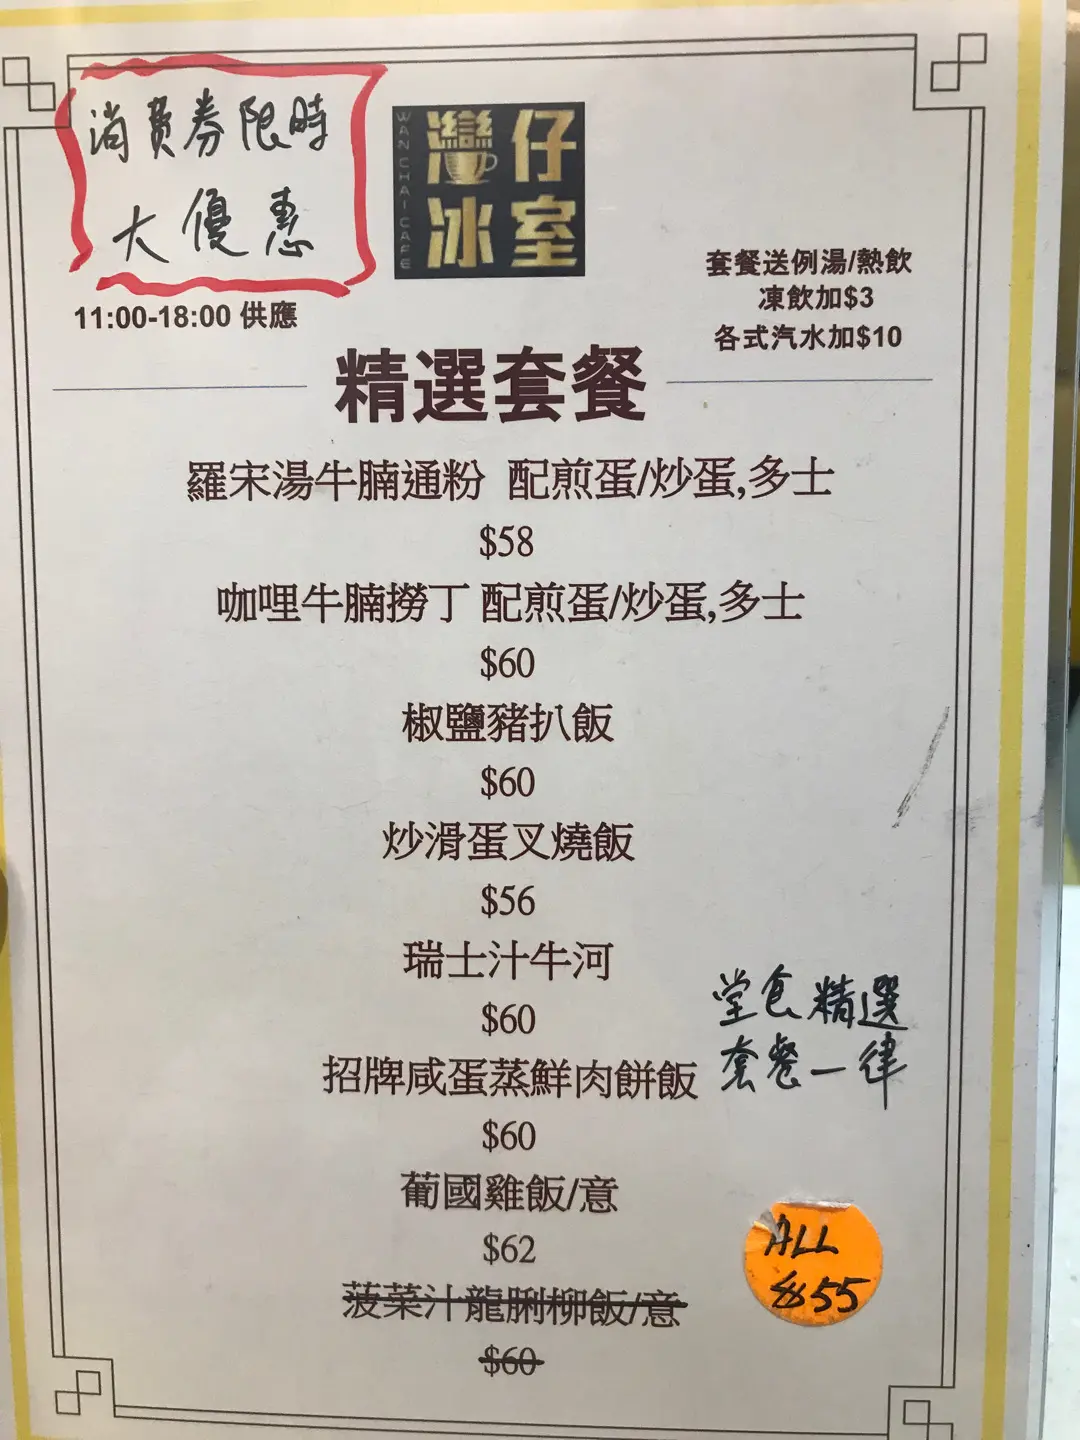 消費券限時
大優惠
WAN CHAI CAFE
灣仔
冰室
套餐送例湯/熱飲
凍飲加$3
各式汽水加$10
11:00-18:00 供應
精選套餐
羅宋湯牛腩通粉 配煎蛋/炒蛋,多士
$58
咖哩牛腩撈丁 配煎蛋/炒蛋,多士
$60
椒鹽豬扒飯
$60
炒滑蛋叉燒飯
$56
瑞士汁牛河
$60
招牌咸蛋蒸鮮肉餅飯
$60
葡國雞飯/意
$62
菠菜汁龍脷柳飯/意
$60
堂食精選
套餐一律
ALL
$55